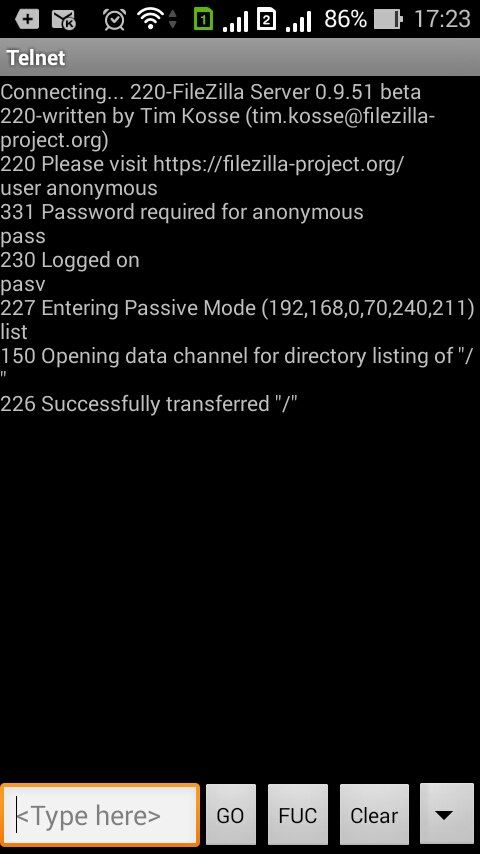 86% 17:23
Telnet
Connecting... 220-FileZilla Server 0.9.51 beta
220-written by Tim Kosse (tim.kosse@filezilla-
project.org)
220 Please visit https://filezilla-project.org/
user anonymous
331 Password required for anonymous
pass
230 Logged on
pasv
227 Entering Passive Mode (192,168,0,70,240,211)
list
150 Opening data channel for directory listing of "/
"
226 Successfully transferred "/"
<Type here> GO FUC Clear